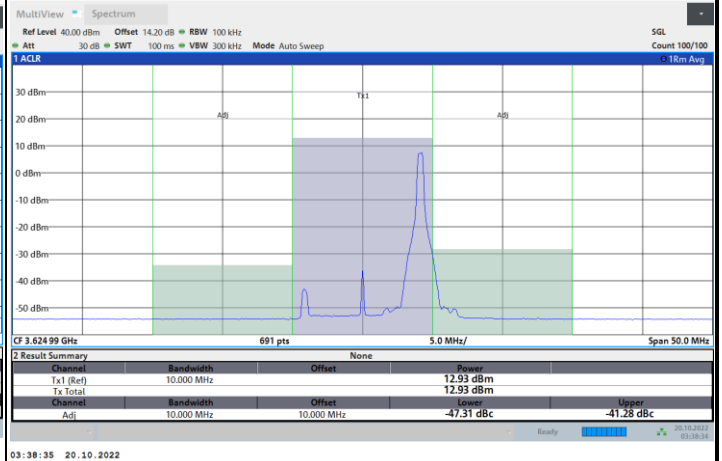 MultiView Spectrum
Ref Level 40.00 dBm Offset 14.20 dB RBW 100 kHz SGL
Att 30 dB SWT 100 ms VBW 300 kHz Mode Auto Sweep Count 100/100
1 ACLR 1Rm Avg
30 dBm
Tx1
20 dBm
Adj Adj
10 dBm
0 dBm
-10 dBm
-20 dBm
-30 dBm
-40 dBm
-50 dBm
CF 3.624 99 GHz 691 pts 5.0 MHz/ Span 50.0 MHz
2 Result Summary None
Channel Bandwidth Offset Power
Tx1 (Ref) 10.000 MHz 12.93 dBm
Tx Total 12.93 dBm
Channel Bandwidth Offset Lower Upper
Adj 10.000 MHz 10.000 MHz -47.31 dBc -41.28 dBc
Ready 20.10.2022
03:38:34
03:38:35 20.10.2022